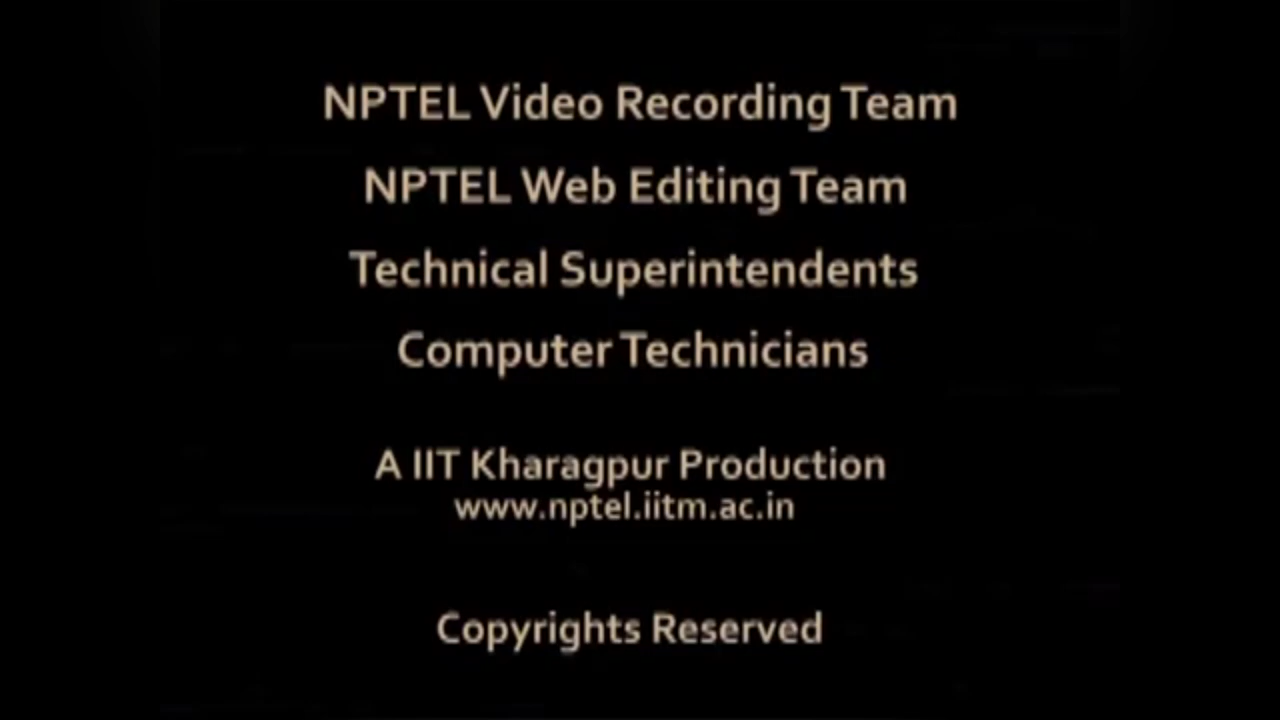 NPTEL Video Recording Team
NPTEL Web Editing Team
Technical Superintendents
Computer Technicians
A IIT Kharagpur Production
www.nptel.iitm.ac.in
Copyrights Reserved